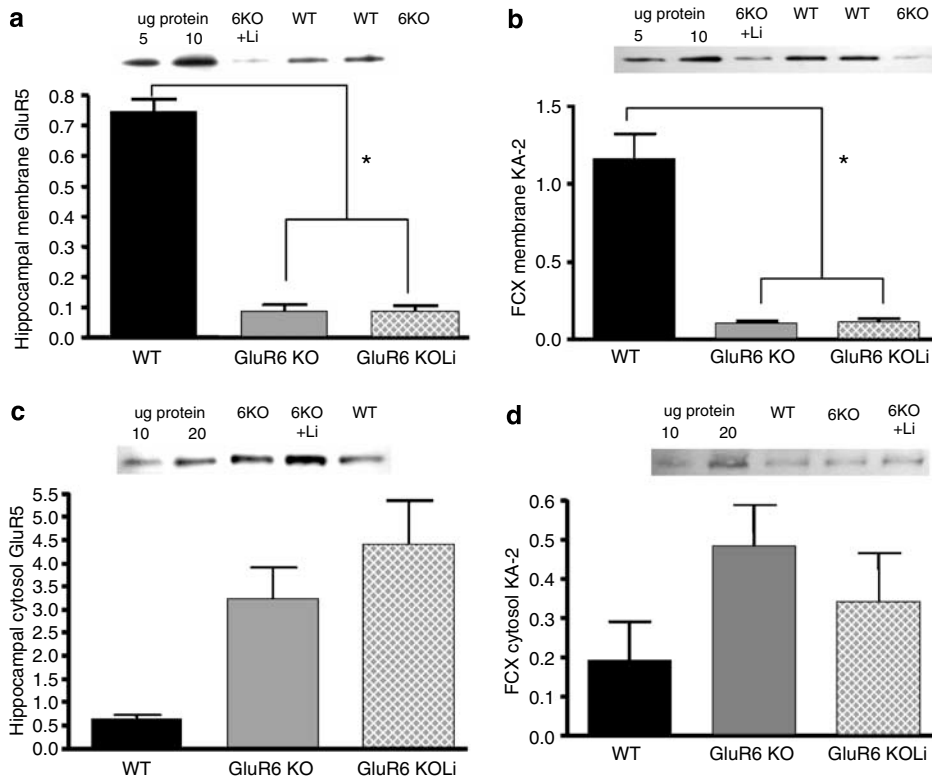 a
ug protein
5 10
6KO +Li
WT
WT
6KO
Hippocampal membrane GluR5
0.8
0.7
0.6
0.5
0.4
0.3
0.2
0.1
0.0
*
WT
GluR6 KO
GluR6 KOLi
b
ug protein
5 10
6KO +Li
WT
WT
6KO
FCX membrane KA-2
1.5
1.0
0.5
0.0
*
WT
GluR6 KO
GluR6 KOLi
c
ug protein
10 20
6KO
6KO +Li
WT
Hippocampal cytosol GluR5
5.5
5.0
4.5
4.0
3.5
3.0
2.5
2.0
1.5
1.0
0.5
0.0
WT
GluR6 KO
GluR6 KOLi
d
ug protein
10 20
WT
6KO
6KO +Li
FCX cytosol KA-2
0.6
0.5
0.4
0.3
0.2
0.1
0.0
WT
GluR6 KO
GluR6 KOLi